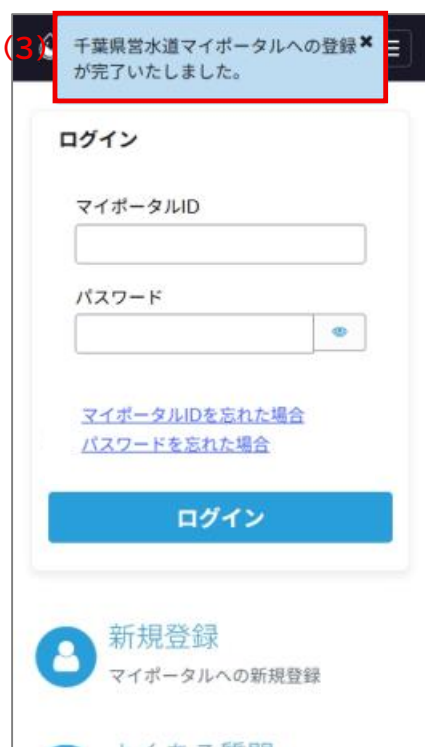 (3)
千葉県営水道マイポータルへの登録
が完了いたしました。
ログイン
マイポータルID
パスワード
マイポータルIDを忘れた場合
パスワードを忘れた場合
ログイン
新規登録
マイポータルへの新規登録